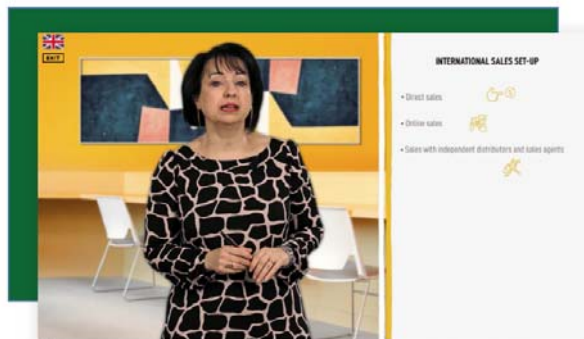 EXIT
INTERNATIONAL SALES SET-UP
• Direct sales
• Online sales
• Sales with independent distributors and sales agents